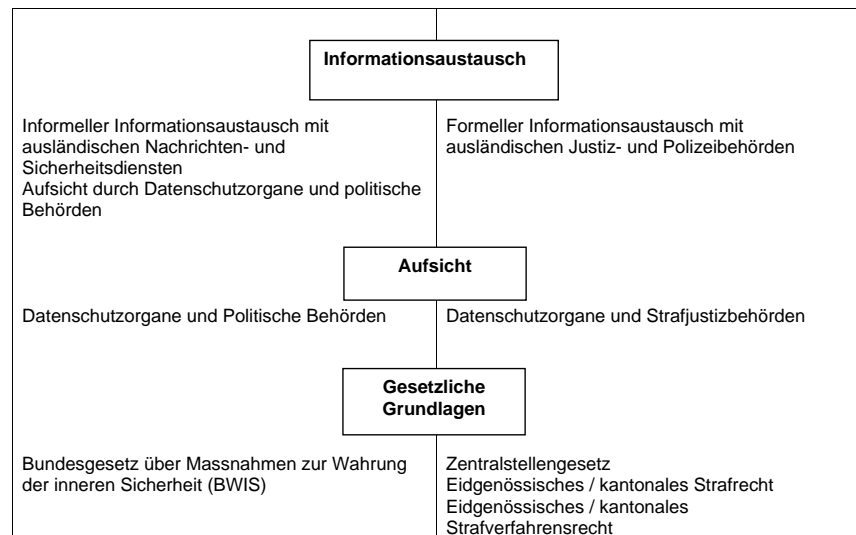 Informationsaustausch
Informeller Informationsaustausch mit
ausländischen Nachrichten- und
Sicherheitsdiensten
Aufsicht durch Datenschutzorgane und politische
Behörden
Formeller Informationsaustausch mit
ausländischen Justiz- und Polizeibehörden
Aufsicht
Datenschutzorgane und Politische Behörden
Datenschutzorgane und Strafjustizbehörden
Gesetzliche
Grundlagen
Bundesgesetz über Massnahmen zur Wahrung
der inneren Sicherheit (BWIS)
Zentralstellengesetz
Eidgenössisches / kantonales Strafrecht
Eidgenössisches / kantonales
Strafverfahrensrecht